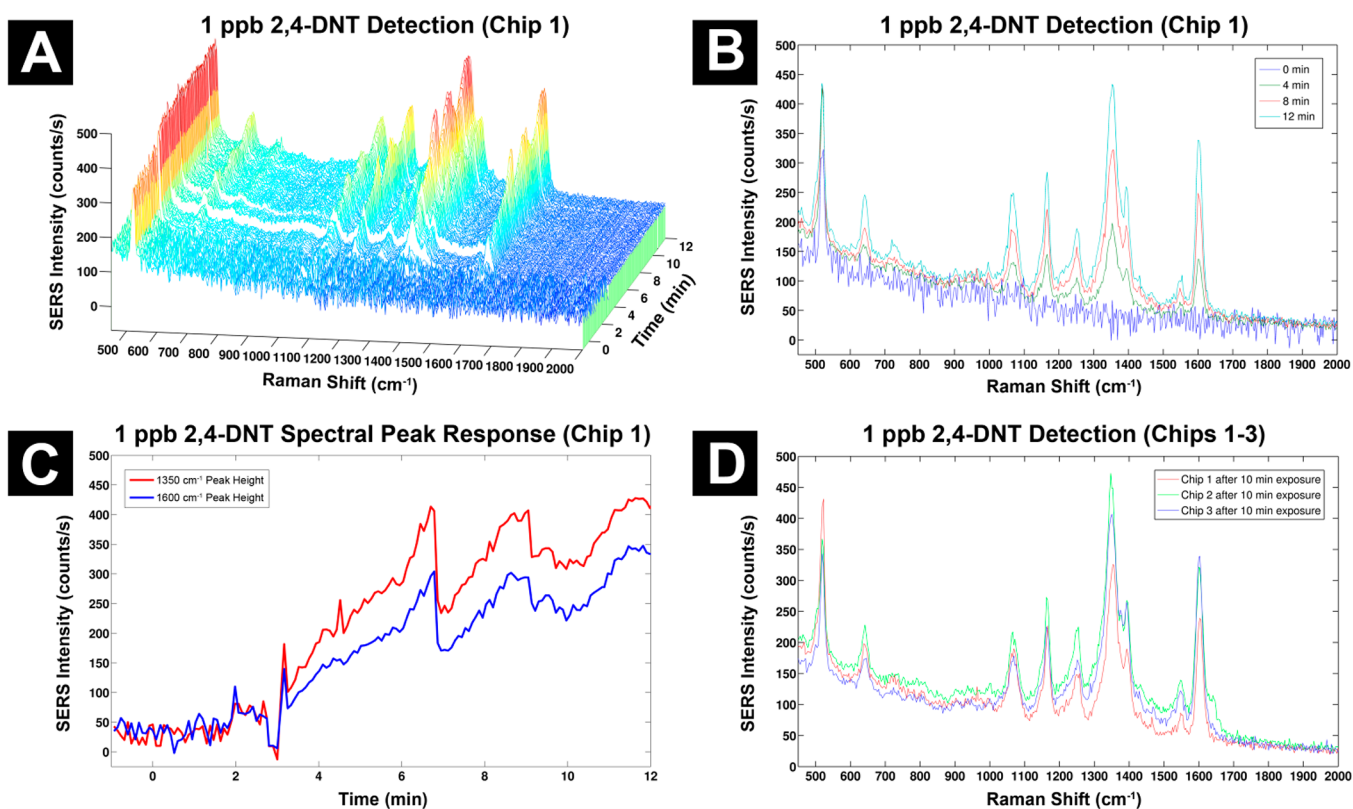 A
1 ppb 2,4-DNT Detection (Chip 1)
SERS Intensity (counts/s)
500
400
300
200
100
0
500 600 700 800 900 1000 1100 1200 1300 1400 1500 1600 1700 1800 1900 2000
Raman Shift (cm⁻¹)
0 2 4 6 8 10 12
Time (min)
B
1 ppb 2,4-DNT Detection (Chip 1)
SERS Intensity (counts/s)
500
450
400
350
300
250
200
150
100
50
0
0 min
4 min
8 min
12 min
500 600 700 800 900 1000 1100 1200 1300 1400 1500 1600 1700 1800 1900 2000
Raman Shift (cm⁻¹)
C
1 ppb 2,4-DNT Spectral Peak Response (Chip 1)
SERS Intensity (counts/s)
500
450
400
350
300
250
200
150
100
50
0
1350 cm⁻¹ Peak Height
1600 cm⁻¹ Peak Height
0 2 4 6 8 10 12
Time (min)
D
1 ppb 2,4-DNT Detection (Chips 1-3)
SERS Intensity (counts/s)
500
450
400
350
300
250
200
150
100
50
0
Chip 1 after 10 min exposure
Chip 2 after 10 min exposure
Chip 3 after 10 min exposure
500 600 700 800 900 1000 1100 1200 1300 1400 1500 1600 1700 1800 1900 2000
Raman Shift (cm⁻¹)